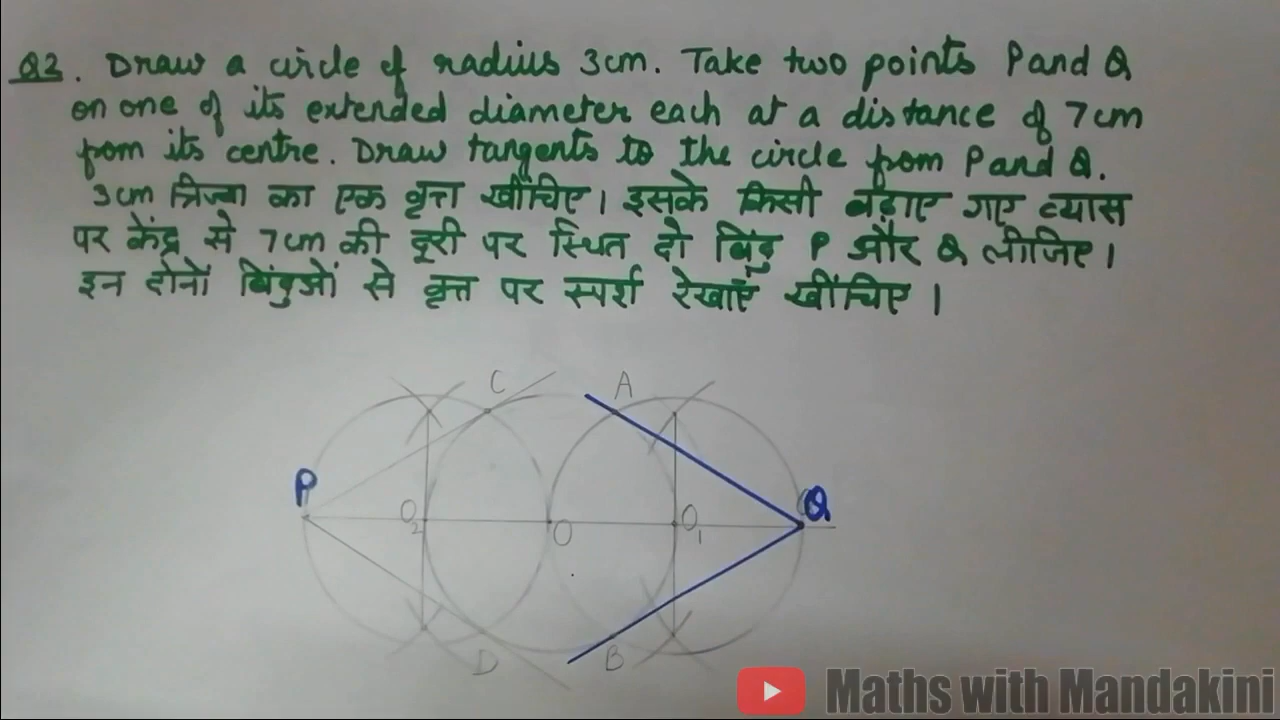 Q2. Draw a circle of radius 3cm. Take two points P and Q
on one of its extended diameter each at a distance of 7cm
from its centre. Draw tangents to the circle from P and Q.
3cm त्रिज्या का एक वृत्त खींचिए। इसके किसी बढ़ाए गए व्यास
पर केंद्र से 7cm की दूरी पर स्थित दो बिंदु P और Q लीजिए।
इन दोनों बिंदुओं से वृत्त पर स्पर्श रेखाएँ खींचिए।
C A
P Q
O2 O O1
D B
Maths with Mandakini